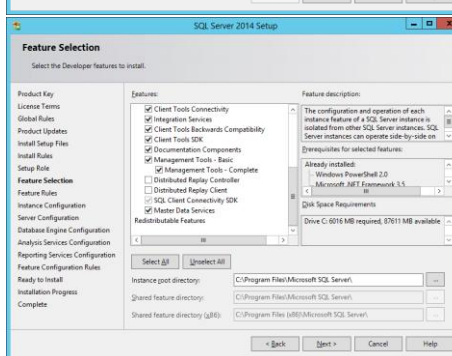 SQL Server 2014 Setup
Feature Selection
Select the Developer features to install.
Product Key
License Terms
Global Rules
Product Updates
Install Setup Files
Install Rules
Setup Role
Feature Selection
Feature Rules
Instance Configuration
Server Configuration
Database Engine Configuration
Analysis Services Configuration
Reporting Services Configuration
Feature Configuration Rules
Ready to Install
Installation Progress
Complete
Features:
Client Tools Connectivity
Integration Services
Client Tools Backwards Compatibility
Client Tools SDK
Documentation Components
Management Tools - Basic
Management Tools - Complete
Distributed Replay Controller
Distributed Replay Client
SQL Client Connectivity SDK
Master Data Services
Redistributable Features
Feature description:
The configuration and operation of each
instance feature of a SQL Server instance is
isolated from other SQL Server instances. SQL
Server instances can operate side-by-side on
Prerequisites for selected features:
Already installed:
Windows PowerShell 2.0
Microsoft .NET Framework 3.5
Disk Space Requirements
Drive C: 6016 MB required, 87611 MB available
Select All
Unselect All
Instance root directory:
C:\Program Files\Microsoft SQL Server\
...
Shared feature directory:
C:\Program Files\Microsoft SQL Server\
...
Shared feature directory (x86):
C:\Program Files (x86)\Microsoft SQL Server\
...
< Back
Next >
Cancel
Help